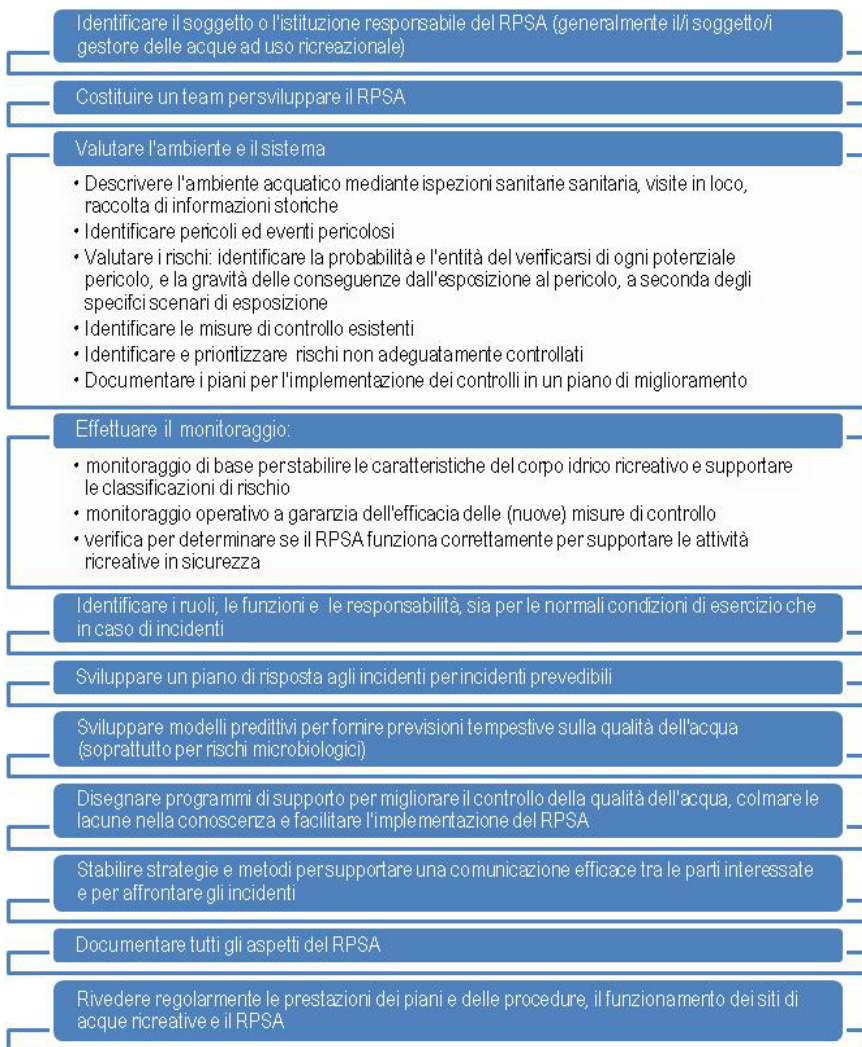 Identificare il soggetto o l'istituzione responsabile del RPSA (generalmente il/i soggetto/i
gestore delle acque ad uso ricreazionale)
Costituire un team persviluppare il RPSA
Valutare l'ambiente e il sistema
• Descrivere l'ambiente acquatico mediante ispezioni sanitarie sanitaria, visite in loco,
raccolta di informazioni storiche
• Identificare pericoli ed eventi pericolosi
• Valutare i rischi: identificare la probabilità e l'entità del verificarsi di ogni potenziale
pericolo, e la gravità delle conseguenze dall'esposizione al pericolo, a seconda degli
specifci scenari di esposizione
• Identificare le misure di controllo esistenti
• Identificare e prioritizzare rischi non adeguatamente controllati
• Documentare i piani per l'implementazione dei controlli in un piano di miglioramento
Effettuare il monitoraggio:
• monitoraggio di base perstabilire le caratteristiche del corpo idrico ricreativo e supportare
le classificazioni di rischio
• monitoraggio operativo a garanzia dell'efficacia delle (nuove) misure di controllo
• verifica per determinare se il RPSA funziona correttamente per supportare le attività
ricreative in sicurezza
Identificare i ruoli, le funzioni e le responsabilità, sia per le normali condizioni di esercizio che
in caso di incidenti
Sviluppare un piano di risposta agli incidenti per incidenti prevedibili
Sviluppare modelli predittivi per fornire previsioni tempestive sulla qualità dell'acqua
(soprattutto per rischi microbiologici)
Disegnare programmi di supporto per migliorare il controllo della qualità dell'acqua, colmare le
lacune nella conoscenza e facilitare l'implementazione del RPSA
Stabilire strategie e metodi persupportare una comunicazione efficace tra le parti interessate
e per affrontare gli incidenti
Documentare tutti gli aspetti del RPSA
Rivedere regolarmente le prestazioni dei piani e delle procedure, il funzionamento dei siti di
acque ricreative e il RPSA